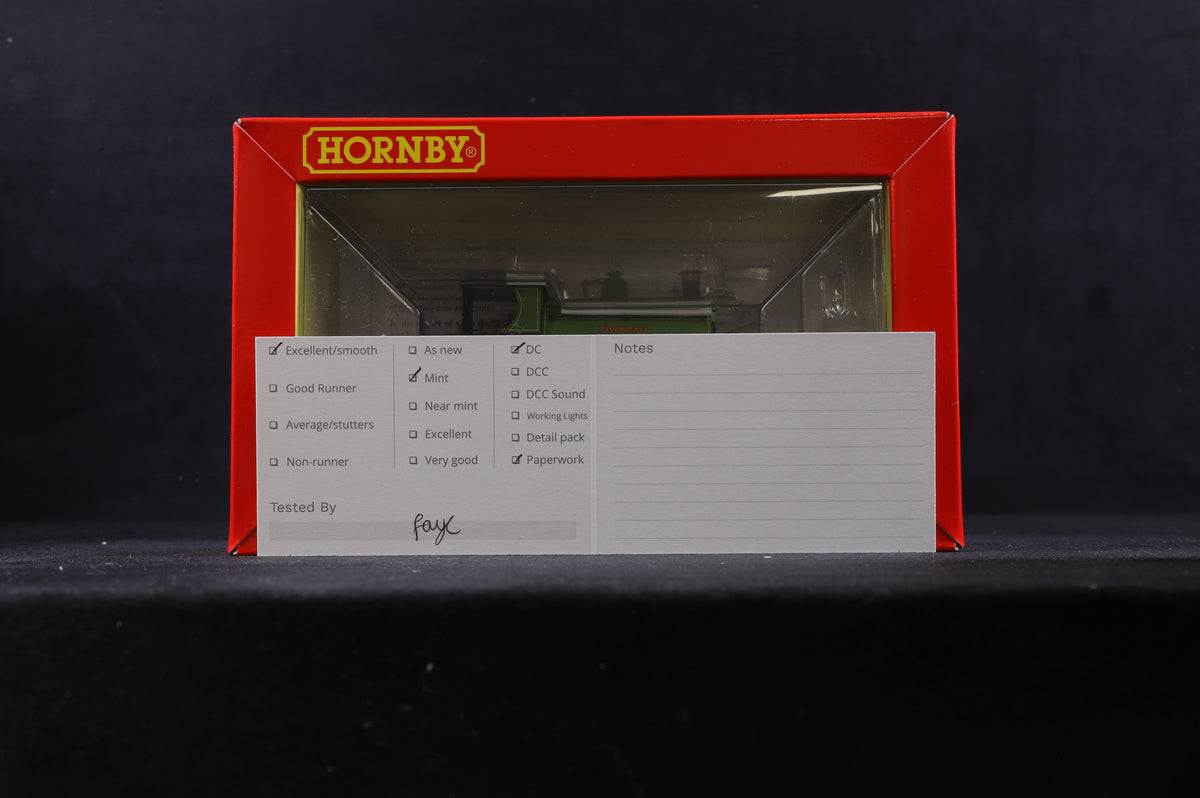 HORNBY®
Excellent/smooth
Good Runner
Average/stutters
Non-runner
As new
Mint
Near mint
Excellent
Very good
DC
DCC
DCC Sound
Working Lights
Detail pack
Paperwork
Tested By
Faye
Notes